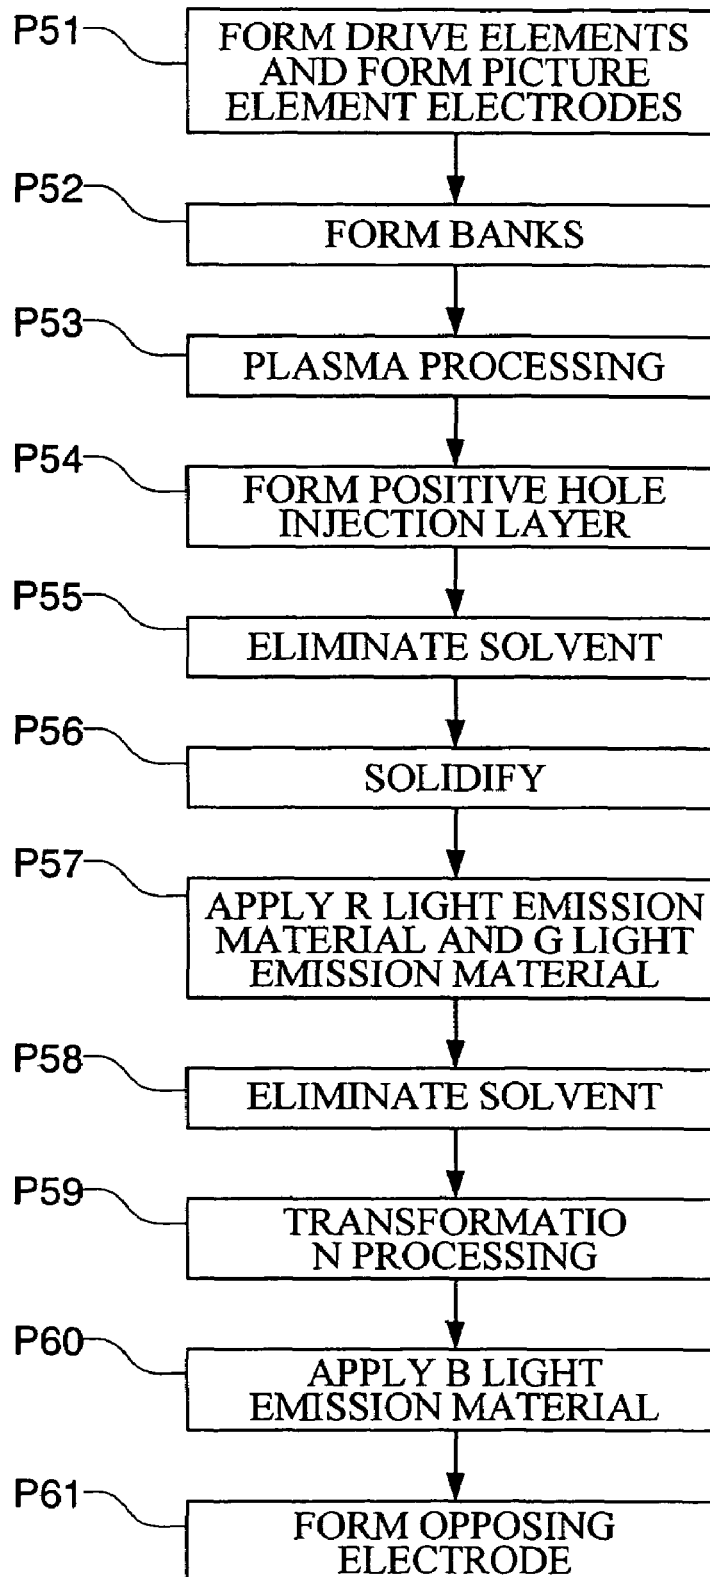 P51
FORM DRIVE ELEMENTS
AND FORM PICTURE
ELEMENT ELECTRODES
P52
FORM BANKS
P53
PLASMA PROCESSING
P54
FORM POSITIVE HOLE
INJECTION LAYER
P55
ELIMINATE SOLVENT
P56
SOLIDIFY
P57
APPLY R LIGHT EMISSION
MATERIAL AND G LIGHT
EMISSION MATERIAL
P58
ELIMINATE SOLVENT
P59
TRANSFORMATIO
N PROCESSING
P60
APPLY B LIGHT
EMISSION MATERIAL
P61
FORM OPPOSING
ELECTRODE